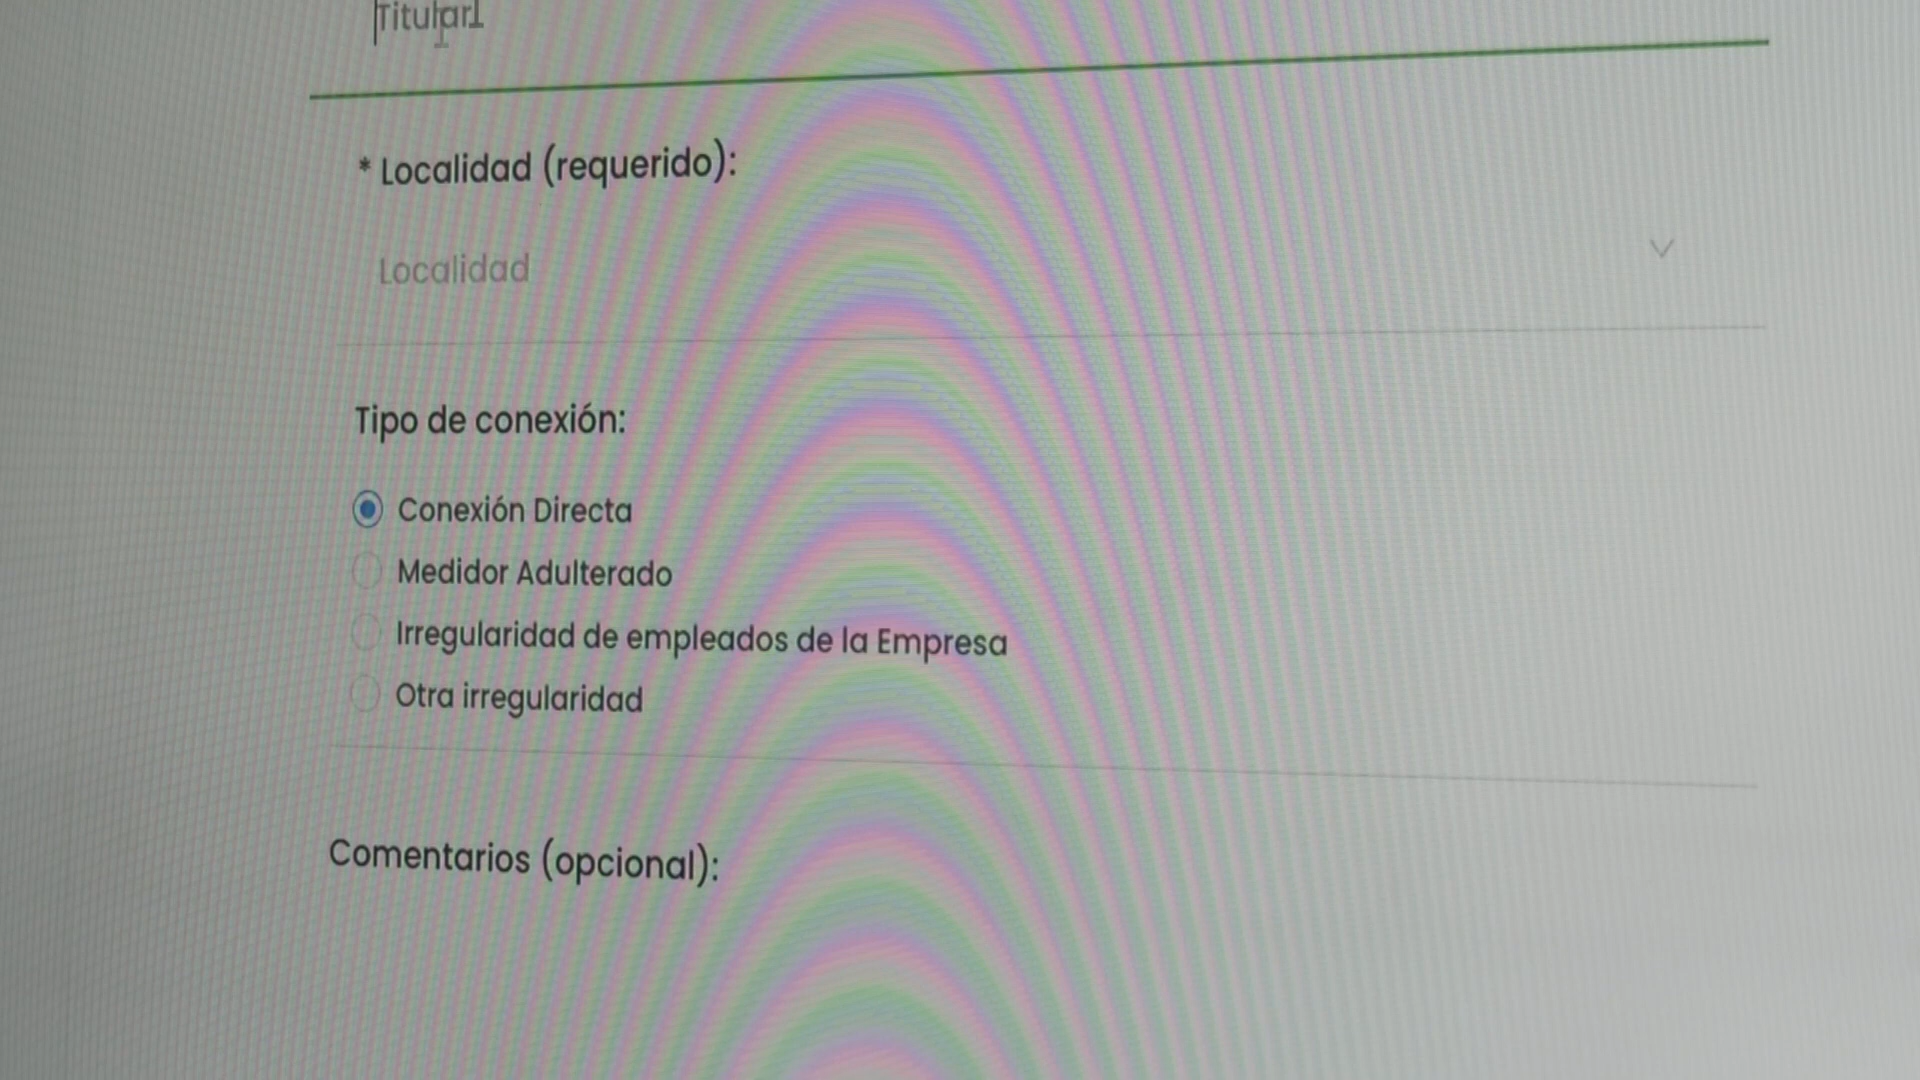 Titular
* Localidad (requerido):
Localidad
Tipo de conexión:
Conexión Directa
Medidor Adulterado
Irregularidad de empleados de la Empresa
Otra irregularidad
Comentarios (opcional):